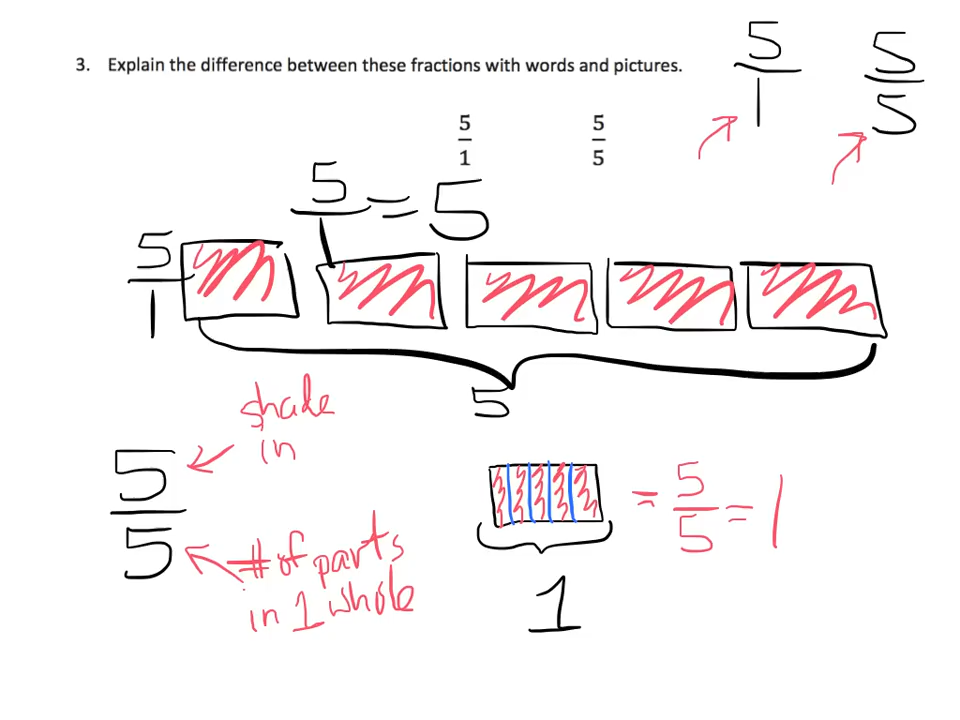 3. Explain the difference between these fractions with words and pictures.
5/1 5/5
5/1 5/5
5/1 = 5
5/1
5
shade
in
5/5
# of parts
in 1 whole
= 5/5 = 1
1